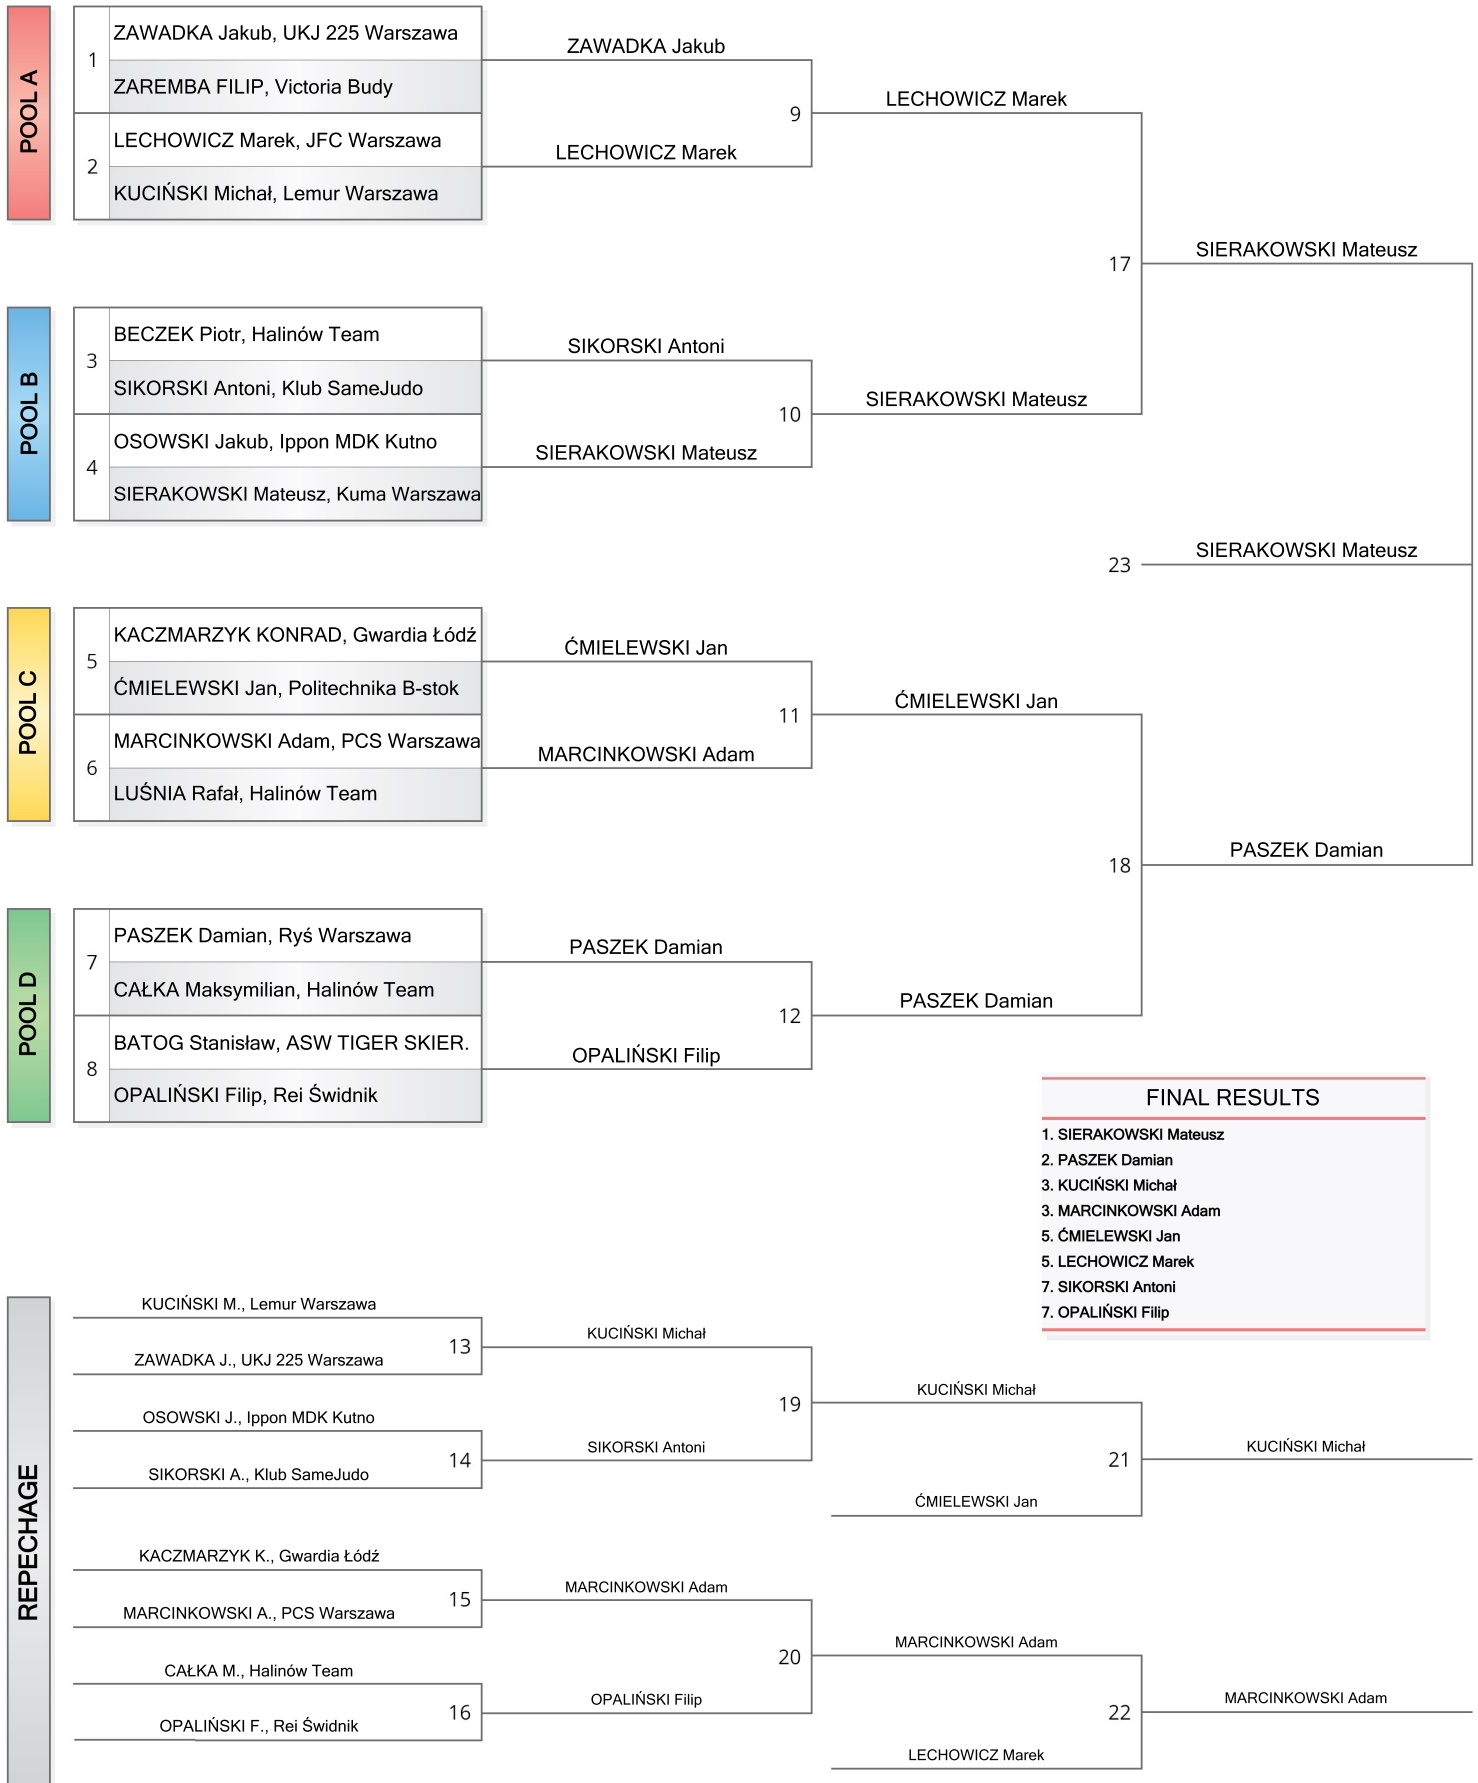 POOL A
1
ZAWADKA Jakub, UKJ 225 Warszawa
ZAREMBA FILIP, Victoria Budy
2
LECHOWICZ Marek, JFC Warszawa
KUCIŃSKI Michał, Lemur Warszawa
ZAWADKA Jakub
LECHOWICZ Marek
9
LECHOWICZ Marek
POOL B
3
BECZEK Piotr, Halinów Team
SIKORSKI Antoni, Klub SameJudo
4
OSOWSKI Jakub, Ippon MDK Kutno
SIERAKOWSKI Mateusz, Kuma Warszawa
SIKORSKI Antoni
SIERAKOWSKI Mateusz
10
SIERAKOWSKI Mateusz
17
SIERAKOWSKI Mateusz
23
SIERAKOWSKI Mateusz
POOL C
5
KACZMARZYK KONRAD, Gwardia Łódź
ĆMIELEWSKI Jan, Politechnika B-stok
6
MARCINKOWSKI Adam, PCS Warszawa
LUŚNIA Rafał, Halinów Team
ĆMIELEWSKI Jan
MARCINKOWSKI Adam
11
ĆMIELEWSKI Jan
POOL D
7
PASZEK Damian, Ryś Warszawa
CAŁKA Maksymilian, Halinów Team
8
BATOG Stanisław, ASW TIGER SKIER.
OPALIŃSKI Filip, Rei Świdnik
PASZEK Damian
OPALIŃSKI Filip
12
PASZEK Damian
18
PASZEK Damian
FINAL RESULTS
1. SIERAKOWSKI Mateusz
2. PASZEK Damian
3. KUCIŃSKI Michał
3. MARCINKOWSKI Adam
5. ĆMIELEWSKI Jan
5. LECHOWICZ Marek
7. SIKORSKI Antoni
7. OPALIŃSKI Filip
REPECHAGE
KUCIŃSKI M., Lemur Warszawa
13
ZAWADKA J., UKJ 225 Warszawa
OSOWSKI J., Ippon MDK Kutno
14
SIKORSKI A., Klub SameJudo
KUCIŃSKI Michał
19
SIKORSKI Antoni
KUCIŃSKI Michał
21
ĆMIELEWSKI Jan
KUCIŃSKI Michał
KACZMARZYK K., Gwardia Łódź
15
MARCINKOWSKI A., PCS Warszawa
CAŁKA M., Halinów Team
16
OPALIŃSKI F., Rei Świdnik
MARCINKOWSKI Adam
20
OPALIŃSKI Filip
MARCINKOWSKI Adam
22
LECHOWICZ Marek
MARCINKOWSKI Adam